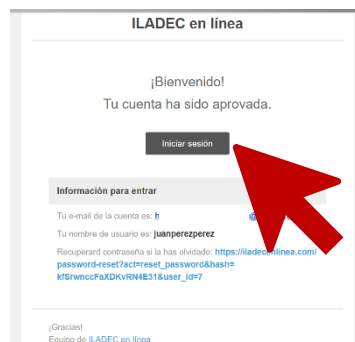 ILADEC en línea
¡Bienvenido!
Tu cuenta ha sido aprovada.
Iniciar sesión
Información para entrar
Tu e-mail de la cuenta es: h @
Tu nombre de usuario es: juanperezperez
Recuperard contraseña si la has olvidado: https://iladecenlinea.com/
password-reset?act=reset_password&hash=
kfSrwnccFaXDKvRN4E31&user_id=7
¡Gracias!
Equipo de ILADEC en línea